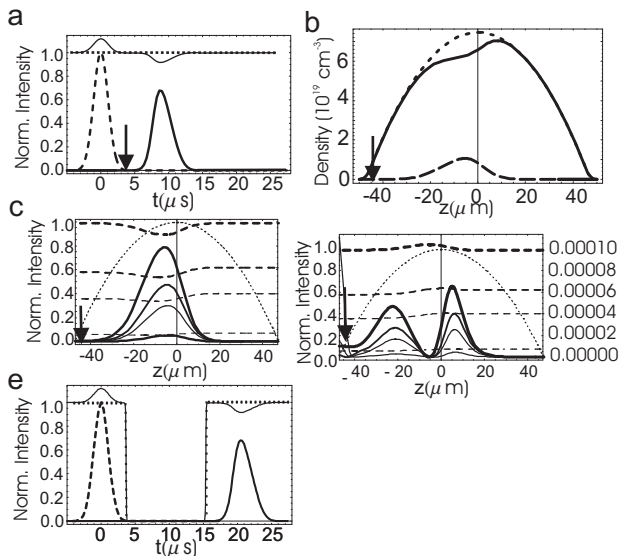 a
Norm. Intensity
1.0
0.8
0.6
0.4
0.2
0.0
0 5 10 15 20 25
t(μ s)
b
Density (10¹⁹ cm⁻³)
6
4
2
0
-40 -20 0 20 40
z(μ m)
c
Norm. Intensity
1.0
0.8
0.6
0.4
0.2
0.0
-40 -20 0 20 40
z(μ m)
Norm. Intensity
1.0
0.8
0.6
0.4
0.2
0.0
- -40 -20 0 20 40
z(μ m)
0.00010
0.00008
0.00006
0.00004
0.00002
0.00000
e
Norm. Intensity
1.0
0.8
0.6
0.4
0.2
0.0
0 5 10 15 20 25
t(μ s)